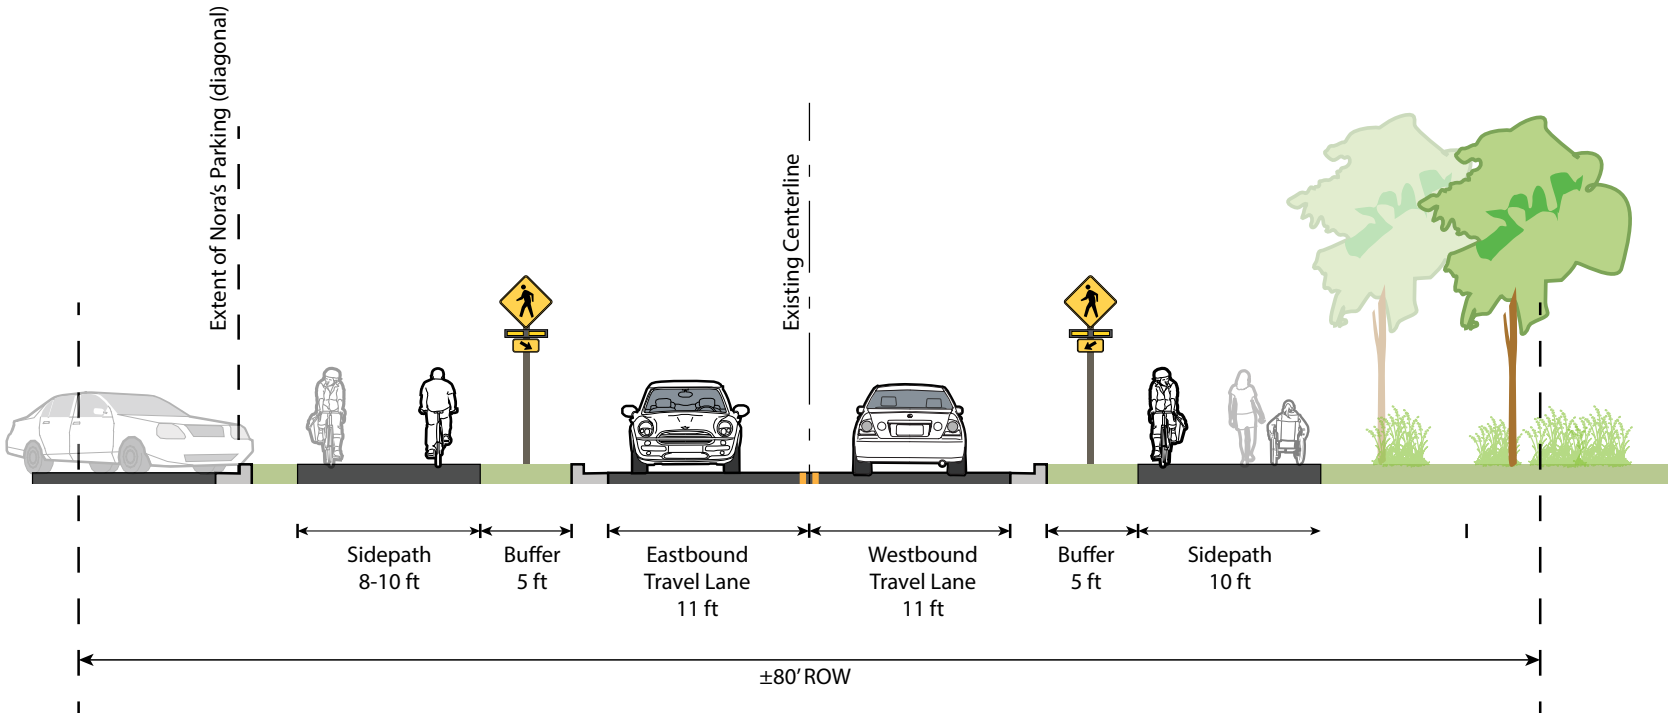 Extent of Nora's Parking (diagonal)
Existing Centerline
Sidepath
8-10 ft
Buffer
5 ft
Eastbound
Travel Lane
11 ft
Westbound
Travel Lane
11 ft
Buffer
5 ft
Sidepath
10 ft
±80' ROW